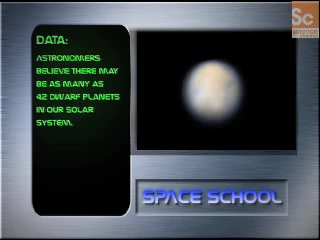 DATA:
ASTRONOMERS
BELIEVE THERE MAY
BE AS MANY AS
42 DWARF PLANETS
IN OUR SOLAR
SYSTEM.
Sc
science
SPACE SCHOOL